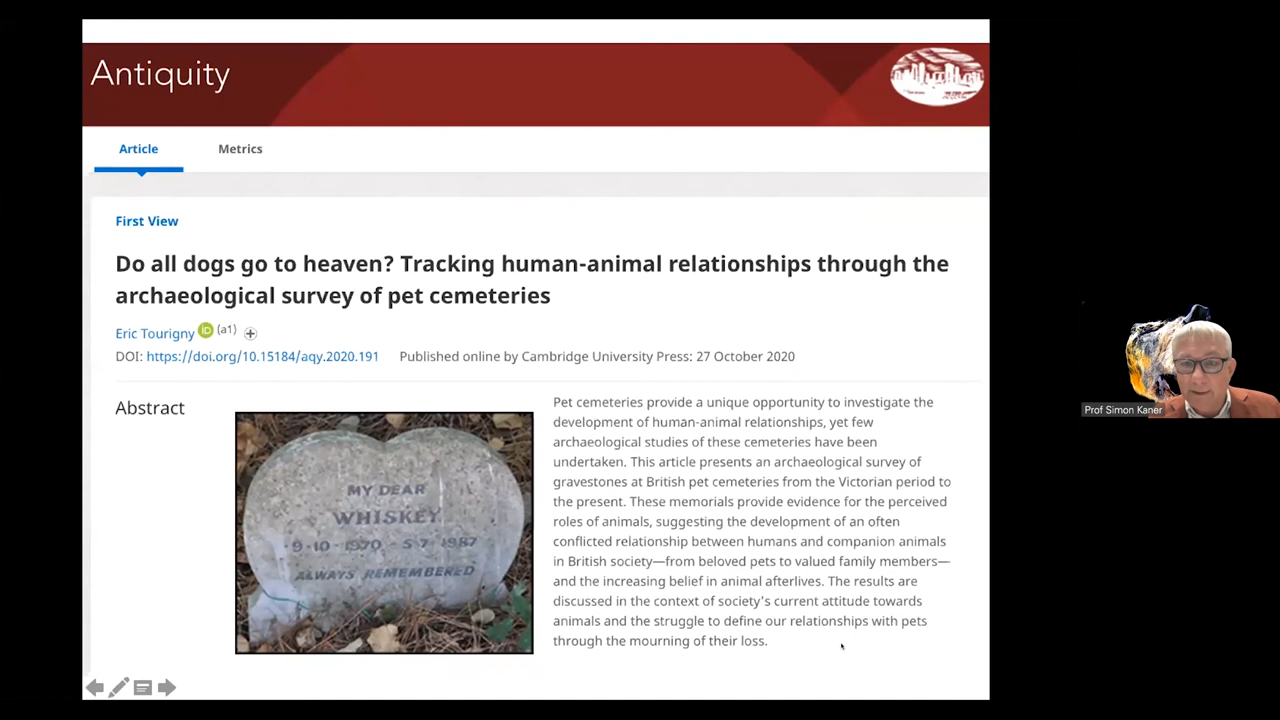 Antiquity
Article
Metrics
First View
Do all dogs go to heaven? Tracking human-animal relationships through the
archaeological survey of pet cemeteries
Eric Tourigny iD (a1) +
DOI: https://doi.org/10.15184/aqy.2020.191 Published online by Cambridge University Press: 27 October 2020
Abstract
MY DEAR
WHISKEY
9-10-1970 - 5-7-1987
ALWAYS REMEMBERED
Pet cemeteries provide a unique opportunity to investigate the
development of human-animal relationships, yet few
archaeological studies of these cemeteries have been
undertaken. This article presents an archaeological survey of
gravestones at British pet cemeteries from the Victorian period to
the present. These memorials provide evidence for the perceived
roles of animals, suggesting the development of an often
conflicted relationship between humans and companion animals
in British society—from beloved pets to valued family members—
and the increasing belief in animal afterlives. The results are
discussed in the context of society's current attitude towards
animals and the struggle to define our relationships with pets
through the mourning of their loss.
Prof Simon Kaner